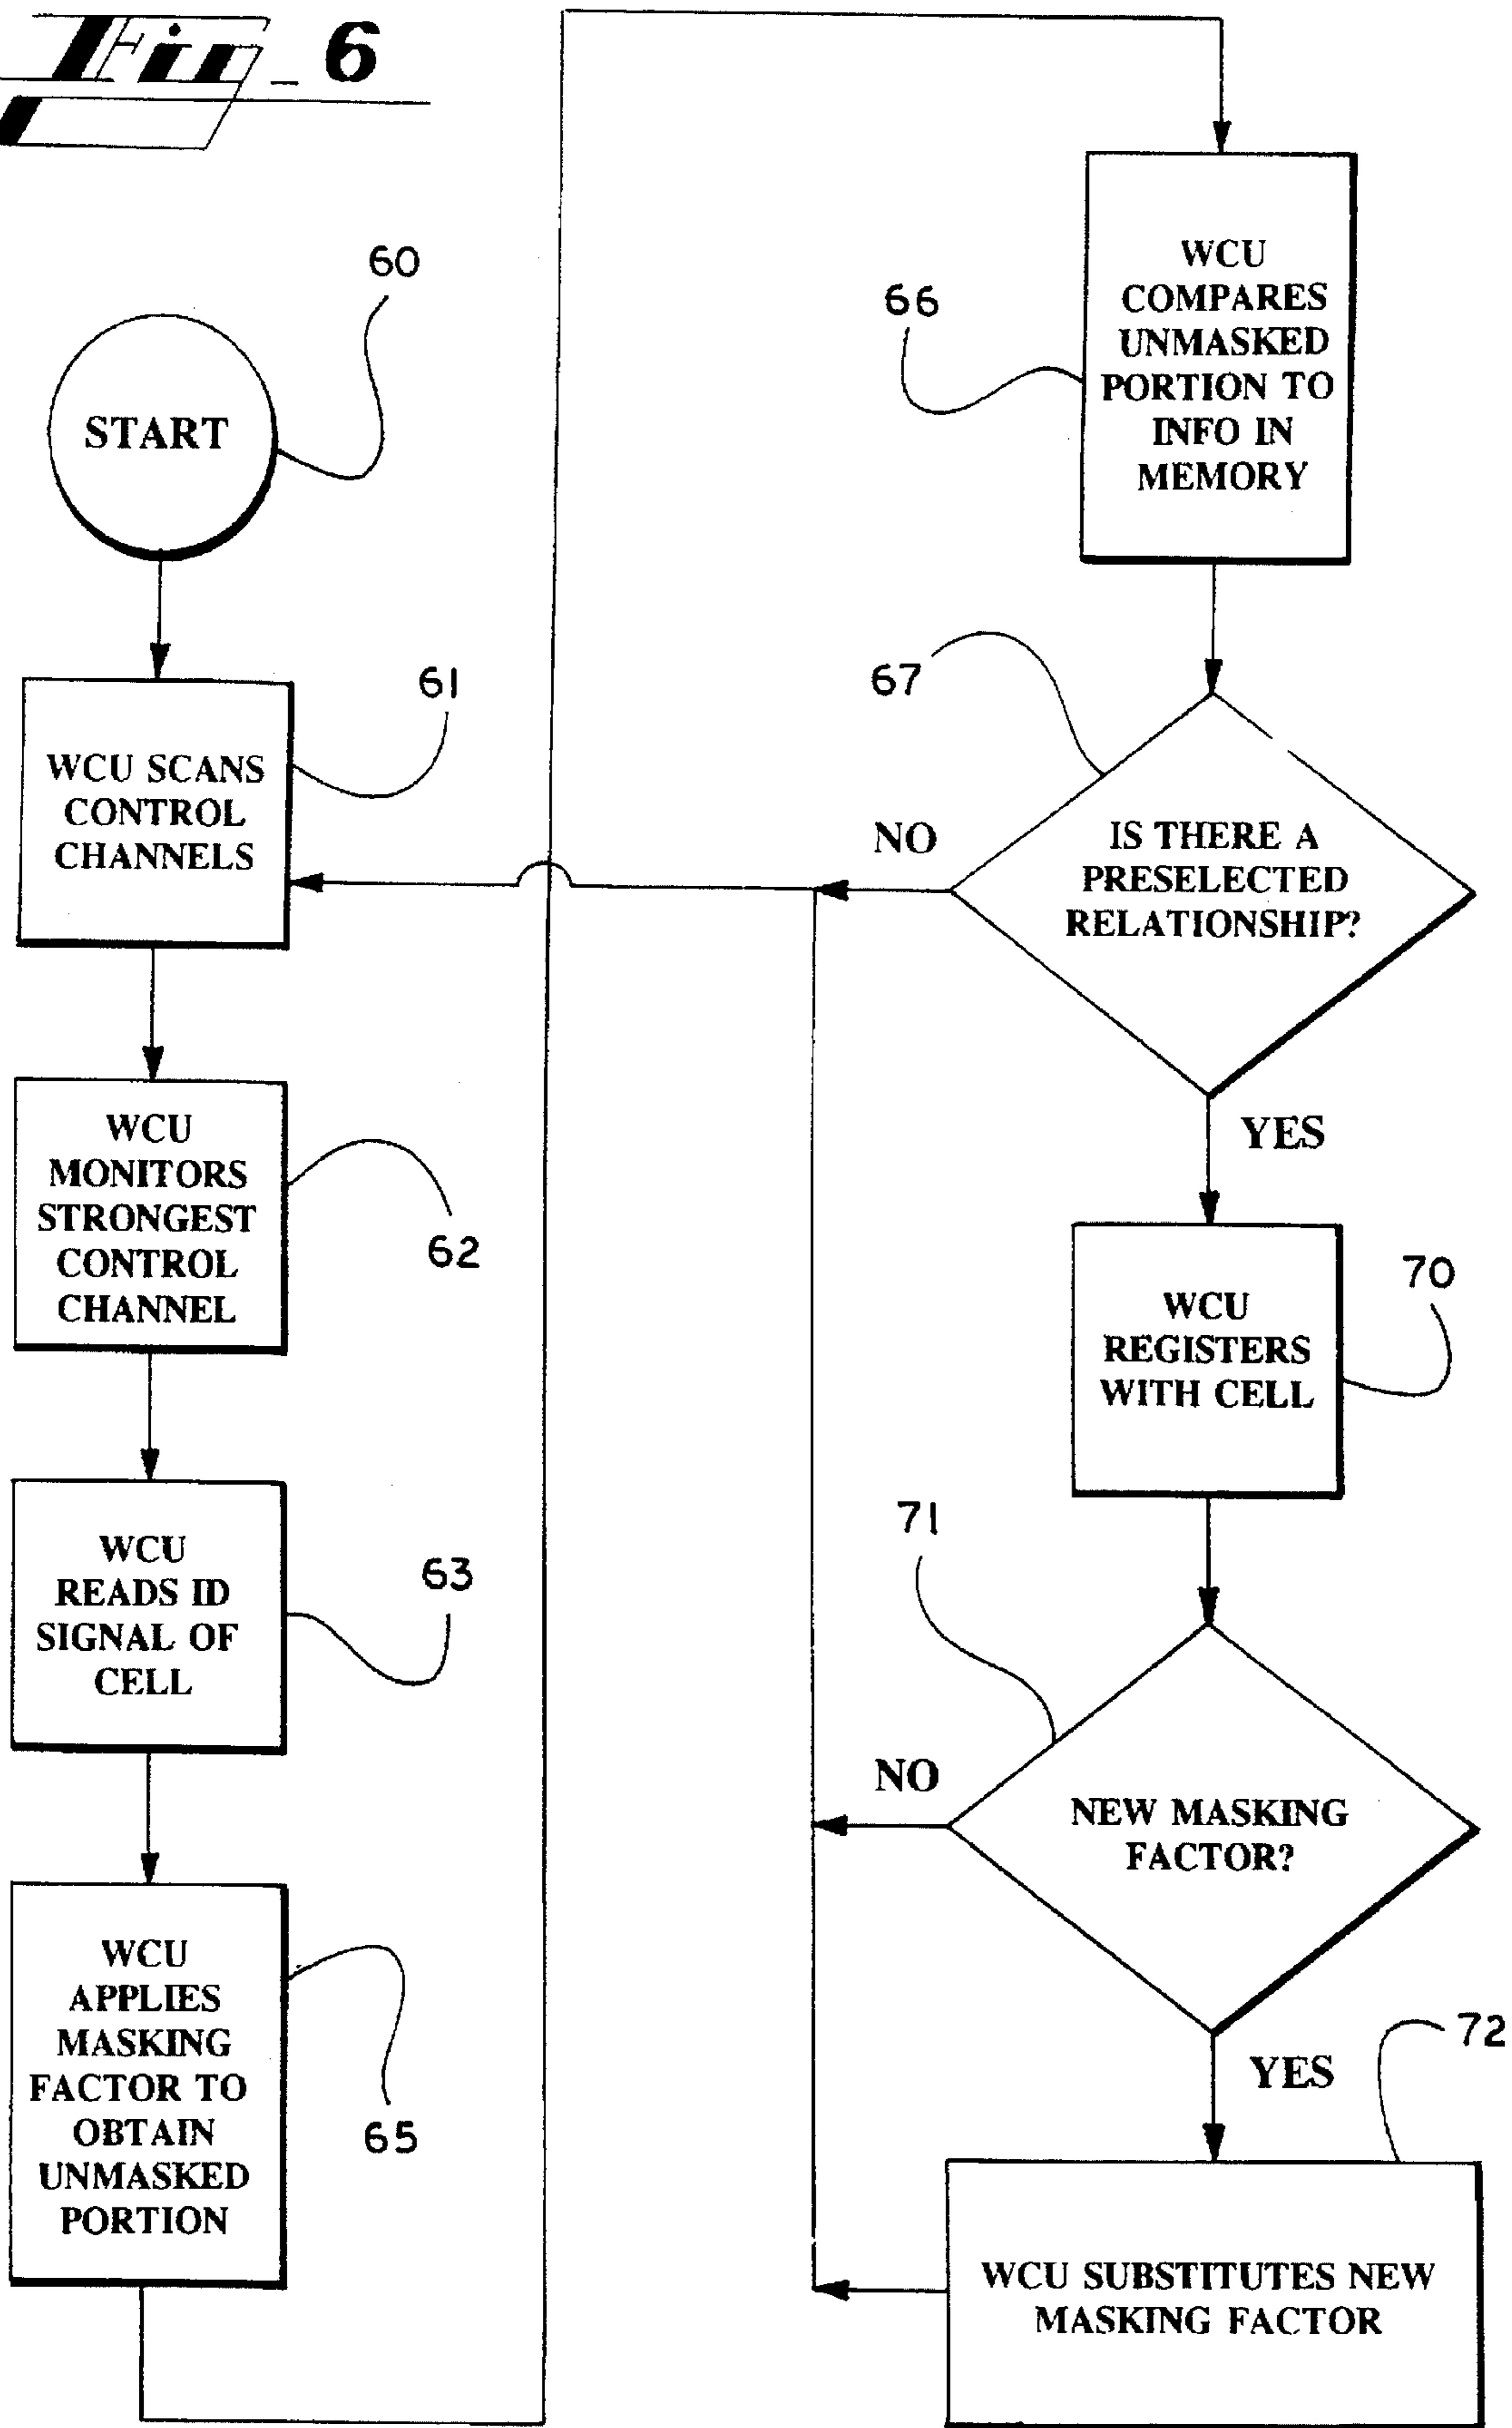 Fig_6
60
START
61
WCU SCANS
CONTROL
CHANNELS
WCU
MONITORS
STRONGEST
CONTROL
CHANNEL
62
WCU
READS ID
SIGNAL OF
CELL
63
WCU
APPLIES
MASKING
FACTOR TO
OBTAIN
UNMASKED
PORTION
65
66
WCU
COMPARES
UNMASKED
PORTION TO
INFO IN
MEMORY
67
NO
IS THERE A
PRESELECTED
RELATIONSHIP?
YES
70
WCU
REGISTERS
WITH CELL
71
NO
NEW MASKING
FACTOR?
YES
72
WCU SUBSTITUTES NEW
MASKING FACTOR